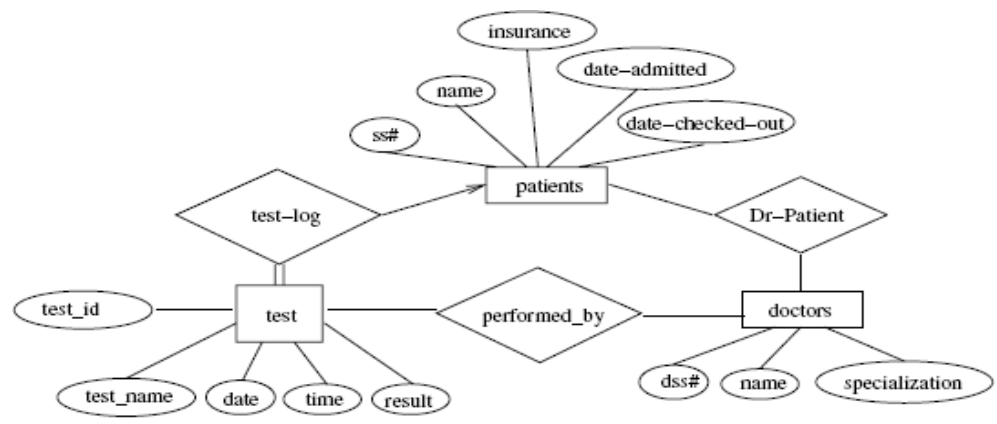 insurance
date-admitted
name
date-checked-out
ss#
patients
test-log
Dr-Patient
test_id
test
performed_by
doctors
test_name
date
time
result
dss#
name
specialization